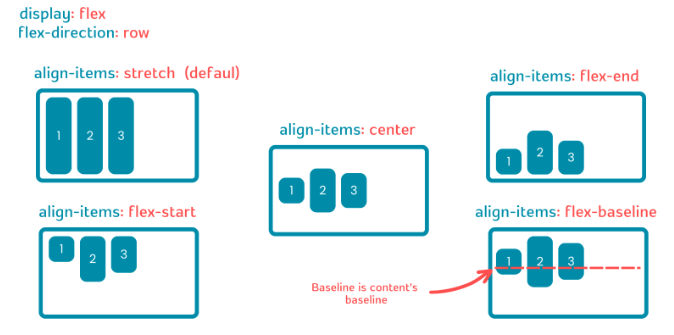 display: flex
flex-direction: row
align-items: stretch (defaul)
1 2 3
align-items: flex-start
1 2 3
align-items: center
1 2 3
align-items: flex-end
1 2 3
align-items: flex-baseline
1 2 3
Baseline is content's
baseline